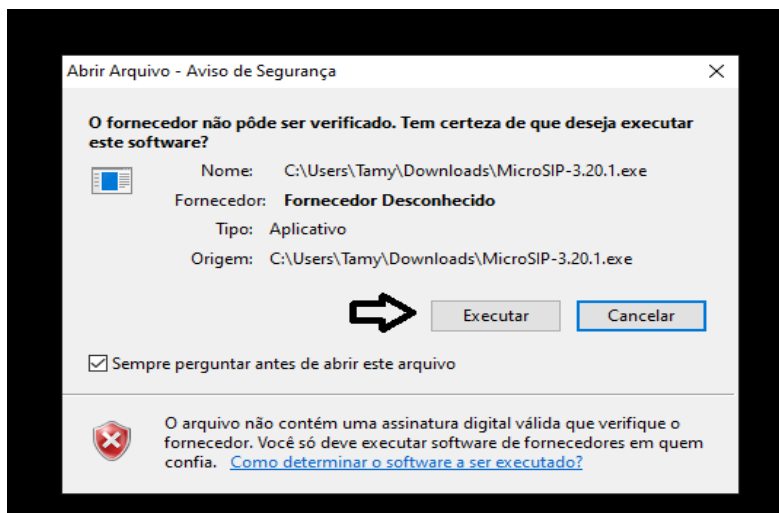 Abrir Arquivo - Aviso de Segurança
O fornecedor não pôde ser verificado. Tem certeza de que deseja executar
este software?
Nome: C:\Users\Tamy\Downloads\MicroSIP-3.20.1.exe
Fornecedor: Fornecedor Desconhecido
Tipo: Aplicativo
Origem: C:\Users\Tamy\Downloads\MicroSIP-3.20.1.exe
Executar Cancelar
Sempre perguntar antes de abrir este arquivo
O arquivo não contém uma assinatura digital válida que verifique o
fornecedor. Você só deve executar software de fornecedores em quem
confia. Como determinar o software a ser executado?